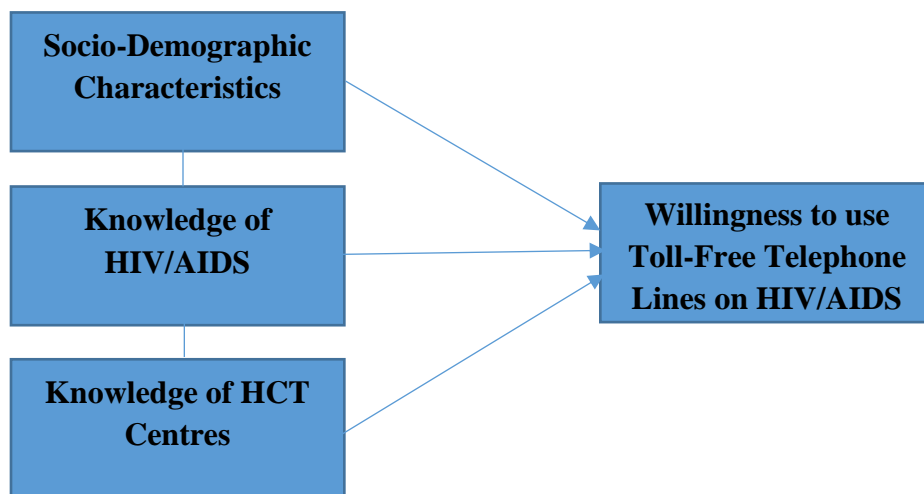 Socio-Demographic
Characteristics
Knowledge of
HIV/AIDS
Willingness to use
Toll-Free Telephone
Lines on HIV/AIDS
Knowledge of HCT
Centres